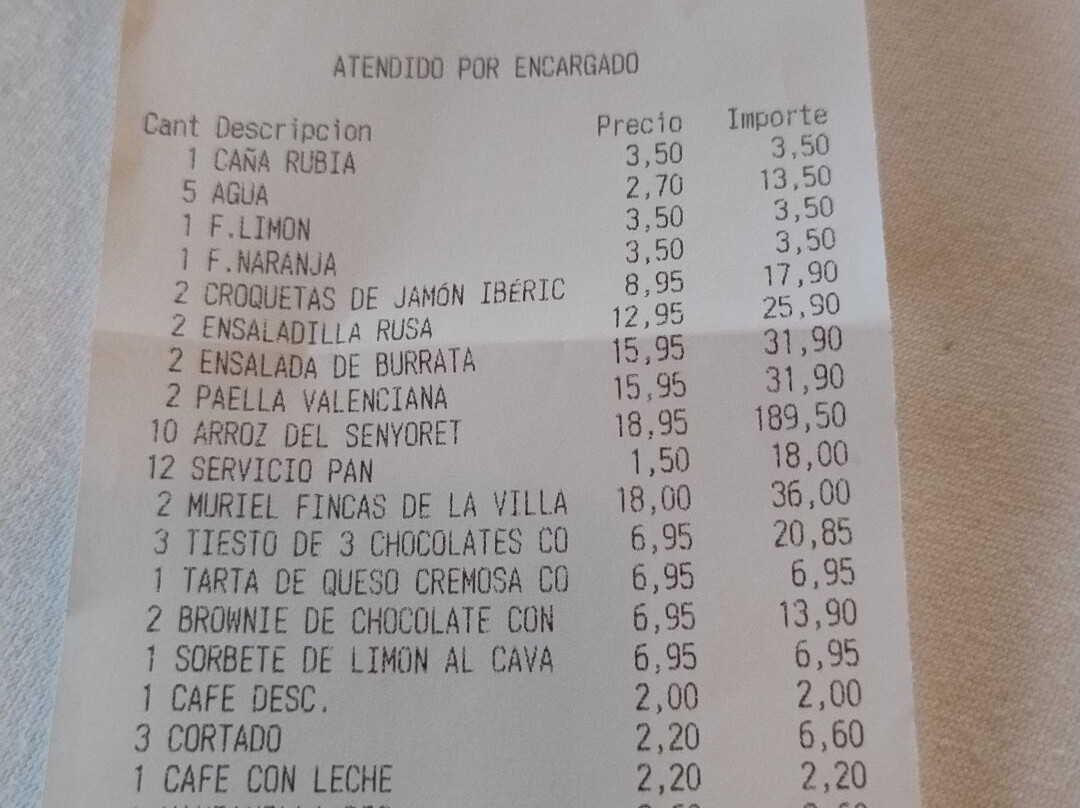 ATENDIDO POR ENCARGADO
Cant Descripcion Precio Importe
1 CAÑA RUBIA 3,50 3,50
5 AGUA 2,70 13,50
1 F.LIMON 3,50 3,50
1 F.NARANJA 3,50 3,50
2 CROQUETAS DE JAMÓN IBÉRIC 8,95 17,90
2 ENSALADILLA RUSA 12,95 25,90
2 ENSALADA DE BURRATA 15,95 31,90
2 PAELLA VALENCIANA 15,95 31,90
10 ARROZ DEL SENYORET 18,95 189,50
12 SERVICIO PAN 1,50 18,00
2 MURIEL FINCAS DE LA VILLA 18,00 36,00
3 TIESTO DE 3 CHOCOLATES CO 6,95 20,85
1 TARTA DE QUESO CREMOSA CO 6,95 6,95
2 BROWNIE DE CHOCOLATE CON 6,95 13,90
1 SORBETE DE LIMON AL CAVA 6,95 6,95
1 CAFE DESC. 2,00 2,00
3 CORTADO 2,20 6,60
1 CAFE CON LECHE 2,20 2,20